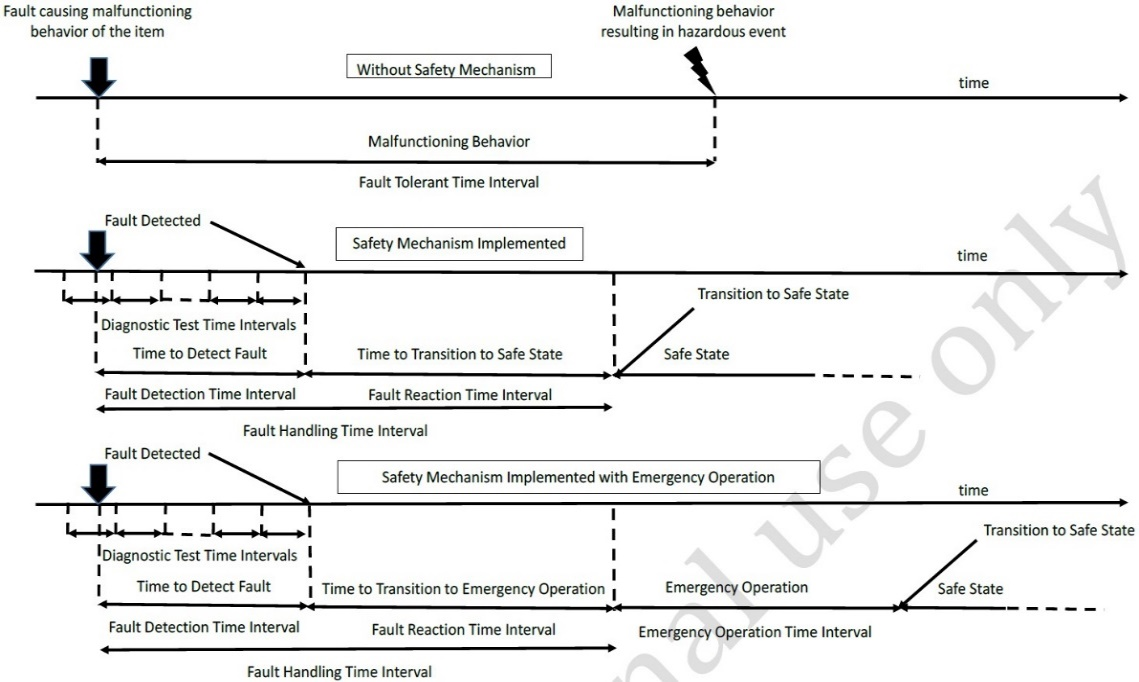 Fault causing malfunctioning
behavior of the item
Malfunctioning behavior
resulting in hazardous event
Without Safety Mechanism
time
Malfunctioning Behavior
Fault Tolerant Time Interval
Fault Detected
Safety Mechanism Implemented
time
Transition to Safe State
Diagnostic Test Time Intervals
Time to Detect Fault
Time to Transition to Safe State
Safe State
Fault Detection Time Interval
Fault Reaction Time Interval
Fault Handling Time Interval
Fault Detected
Safety Mechanism Implemented with Emergency Operation
time
Transition to Safe State
Diagnostic Test Time Intervals
Time to Detect Fault
Time to Transition to Emergency Operation
Emergency Operation
Safe State
Fault Detection Time Interval
Fault Reaction Time Interval
Emergency Operation Time Interval
Fault Handling Time Interval
use only